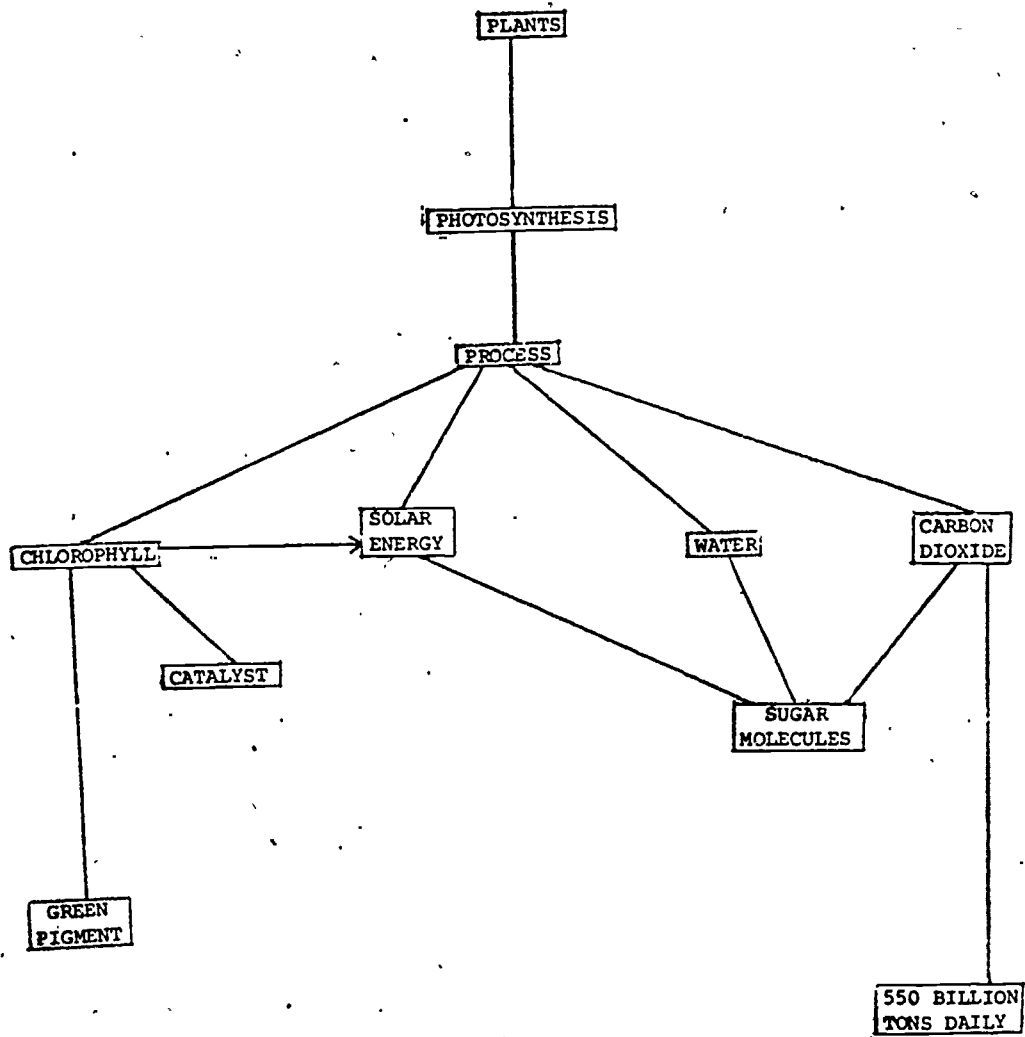 PLANTS
PHOTOSYNTHESIS
PROCESS
SOLAR
ENERGY
CARBON
DIOXIDE
CHLOROPHYLL
WATER
CATALYST
SUGAR
MOLECULES
GREEN
PIGMENT
550 BILLION
TONS DAILY